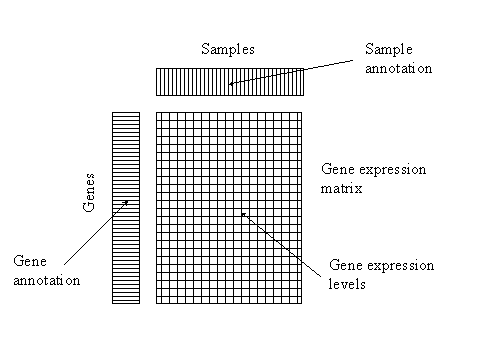 Samples
Sample
annotation
Gene expression
matrix
Genes
Gene
annotation
Gene expression
levels